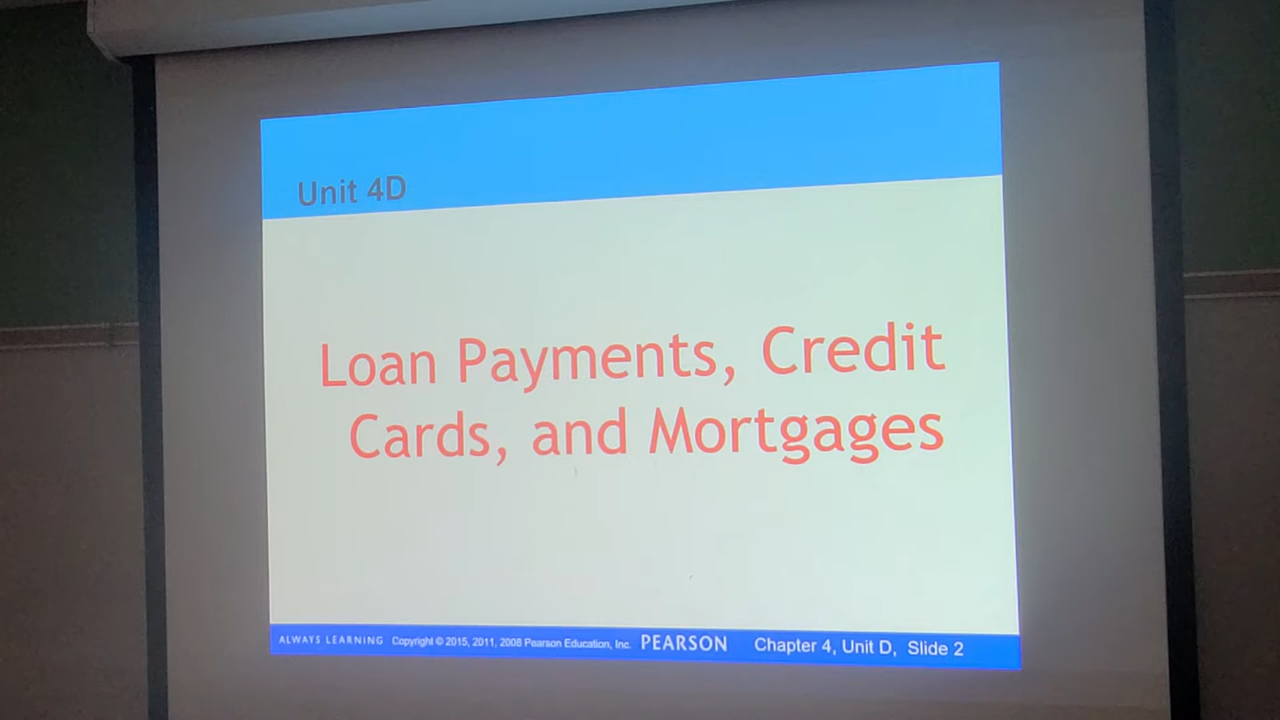 Unit 4D
Loan Payments, Credit
Cards, and Mortgages
ALWAYS LEARNING Copyright © 2015, 2011, 2008 Pearson Education, Inc. PEARSON Chapter 4, Unit D, Slide 2